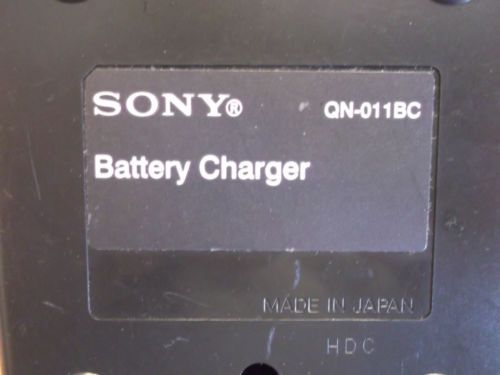 SONY® QN-011BC
Battery Charger
MADE IN JAPAN
HDC